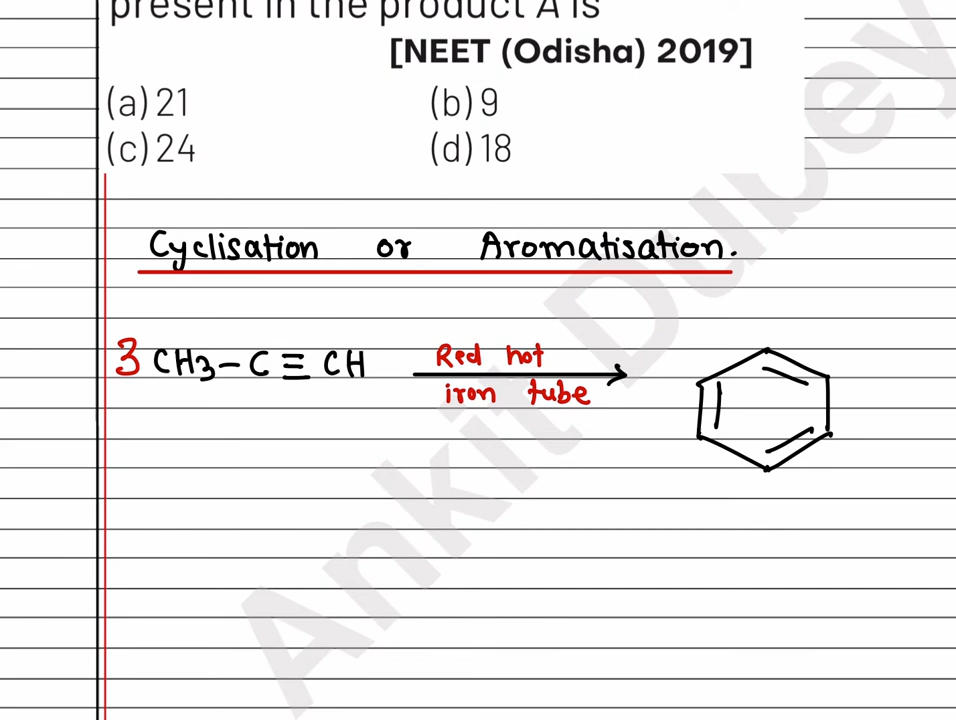 present in the product A is
[NEET (Odisha) 2019]
(a) 21 (b) 9
(c) 24 (d) 18
Cyclisation or Aromatisation.
3 CH3–C≡CH Red hot
iron tube
Ankit Dubey